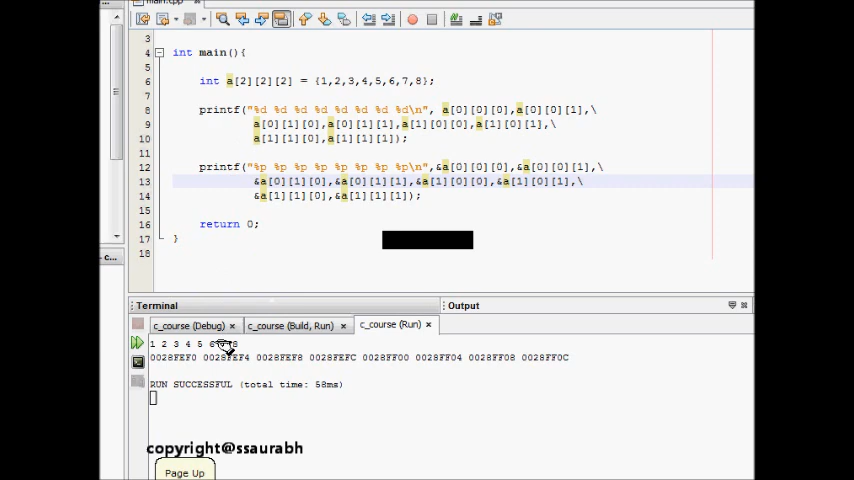 main.cpp
3
4 int main(){
5
6 int a[2][2][2] = {1,2,3,4,5,6,7,8};
7
8 printf("%d %d %d %d %d %d %d %d\n", a[0][0][0],a[0][0][1],\
9 a[0][1][0],a[0][1][1],a[1][0][0],a[1][0][1],\
10 a[1][1][0],a[1][1][1]);
11
12 printf("%p %p %p %p %p %p %p %p\n",&a[0][0][0],&a[0][0][1],\
13 &a[0][1][0],&a[0][1][1],&a[1][0][0],&a[1][0][1],\
14 &a[1][1][0],&a[1][1][1]);
15
16 return 0;
17 }
18
- c...
Terminal Output
c_course (Debug) c_course (Build, Run) c_course (Run)
1 2 3 4 5 6 8
0028FEF0 0028FEF4 0028FEF8 0028FEFC 0028FF00 0028FF04 0028FF08 0028FF0C
RUN SUCCESSFUL (total time: 58ms)
copyright@ssaurabh
Page Up